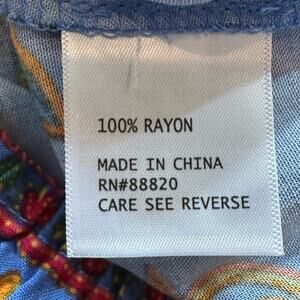 100% RAYON
MADE IN CHINA
RN#88820
CARE SEE REVERSE